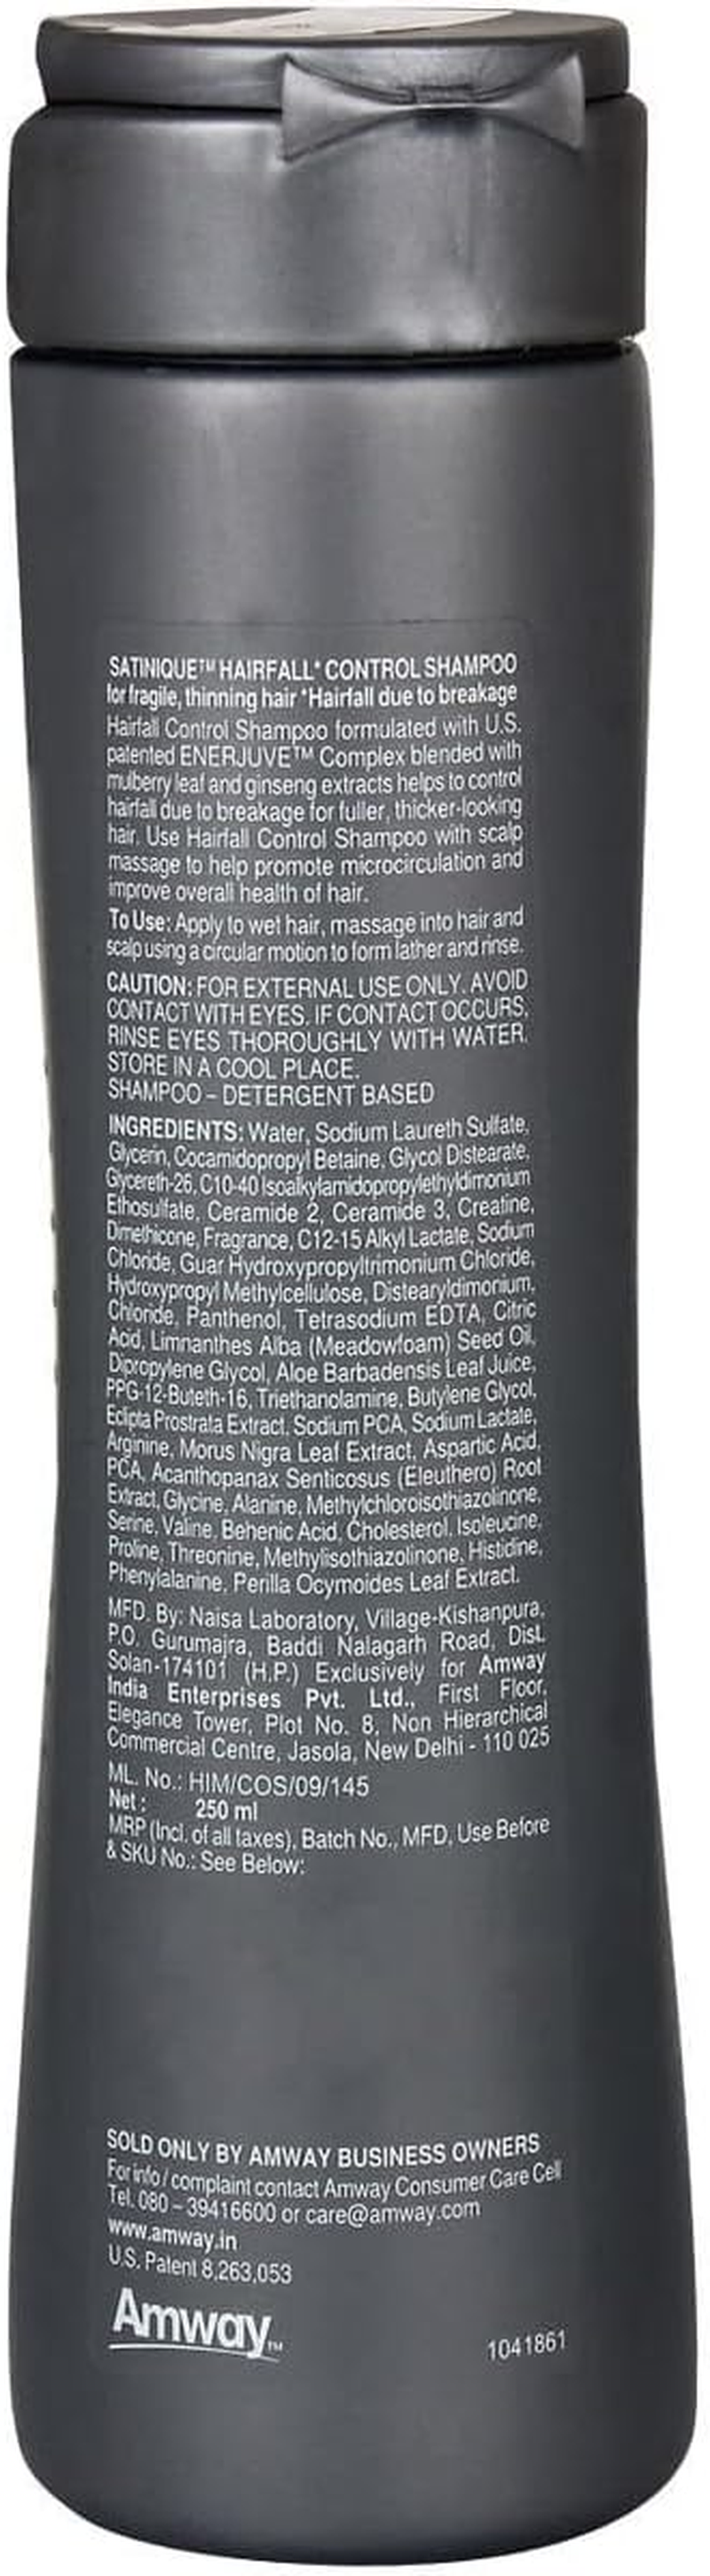 SATINIQUE™ HAIRFALL* CONTROL SHAMPOO
for fragile, thinning hair *Hairfall due to breakage
Hairfall Control Shampoo formulated with U.S.
patented ENERJUVE™ Complex blended with
mulberry leaf and ginseng extracts helps to control
hairfall due to breakage for fuller, thicker-looking
hair. Use Hairfall Control Shampoo with scalp
massage to help promote microcirculation and
improve overall health of hair.
To Use: Apply to wet hair, massage into hair and
scalp using a circular motion to form lather and rinse.
CAUTION: FOR EXTERNAL USE ONLY. AVOID
CONTACT WITH EYES. IF CONTACT OCCURS,
RINSE EYES THOROUGHLY WITH WATER.
STORE IN A COOL PLACE.
SHAMPOO – DETERGENT BASED
INGREDIENTS: Water, Sodium Laureth Sulfate,
Glycerin, Cocamidopropyl Betaine, Glycol Distearate,
Glycereth-26, C10-40 Isoalkylamidopropylethyldimonium
Ethosulfate, Ceramide 2, Ceramide 3, Creatine,
Dimethicone, Fragrance, C12-15 Alkyl Lactate, Sodium
Chloride, Guar Hydroxypropyltrimonium Chloride,
Hydroxypropyl Methylcellulose, Distearyldimonium,
Chloride, Panthenol, Tetrasodium EDTA, Citric
Acid, Limnanthes Alba (Meadowfoam) Seed Oil,
Dipropylene Glycol, Aloe Barbadensis Leaf Juice,
PPG-12-Buteth-16, Triethanolamine, Butylene Glycol,
Eclipta Prostrata Extract, Sodium PCA, Sodium Lactate,
Arginine, Morus Nigra Leaf Extract, Aspartic Acid,
PCA, Acanthopanax Senticosus (Eleuthero) Root
Extract, Glycine, Alanine, Methylchloroisothiazolinone,
Serine, Valine, Behenic Acid, Cholesterol, Isoleucine,
Proline, Threonine, Methylisothiazolinone, Histidine,
Phenylalanine, Perilla Ocymoides Leaf Extract.
MFD. By: Naisa Laboratory, Village-Kishanpura,
P.O. Gurumajra, Baddi Nalagarh Road, Dist.
Solan-174101 (H.P.) Exclusively for Amway
India Enterprises Pvt. Ltd., First Floor,
Elegance Tower, Plot No. 8, Non Hierarchical
Commercial Centre, Jasola, New Delhi - 110 025
ML. No.: HIM/COS/09/145
Net : 250 ml
MRP (Incl. of all taxes), Batch No., MFD, Use Before
& SKU No.: See Below:
SOLD ONLY BY AMWAY BUSINESS OWNERS
For info / complaint contact Amway Consumer Care Cell
Tel. 080 – 39416600 or care@amway.com
www.amway.in
U.S. Patent 8,263,053
Amway™
1041861